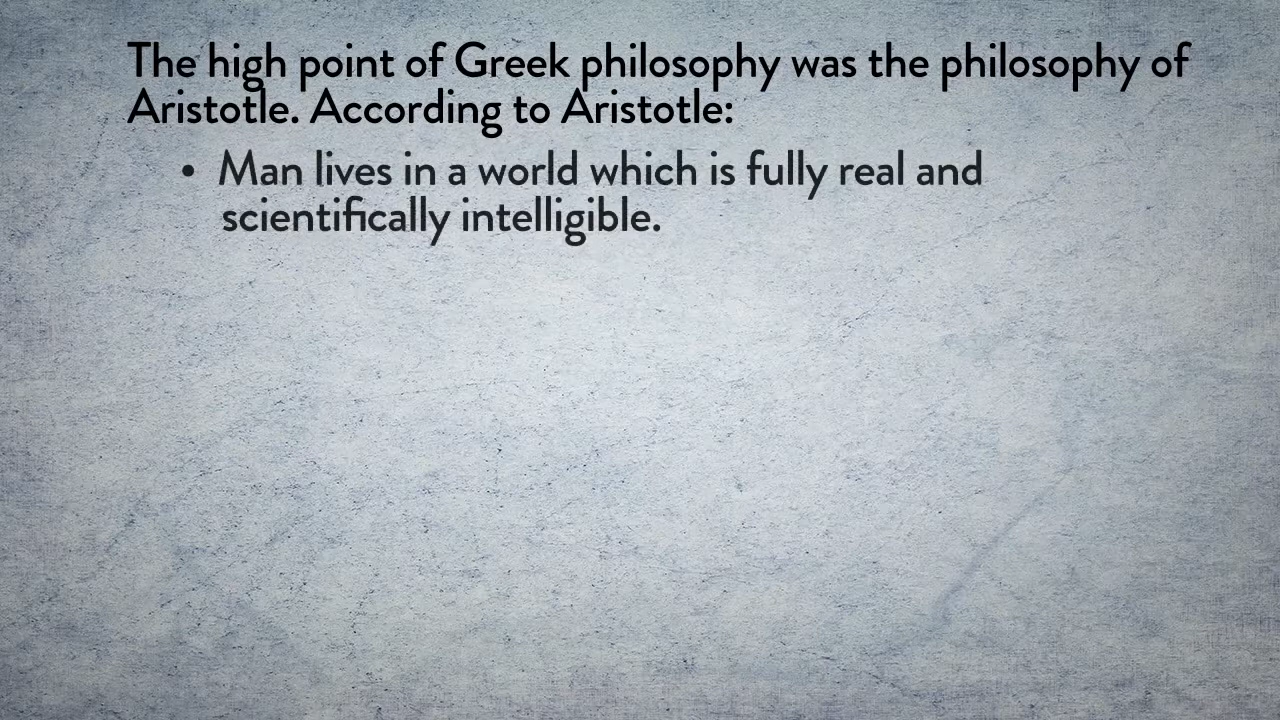 The high point of Greek philosophy was the philosophy of
Aristotle. According to Aristotle:
• Man lives in a world which is fully real and
scientifically intelligible.